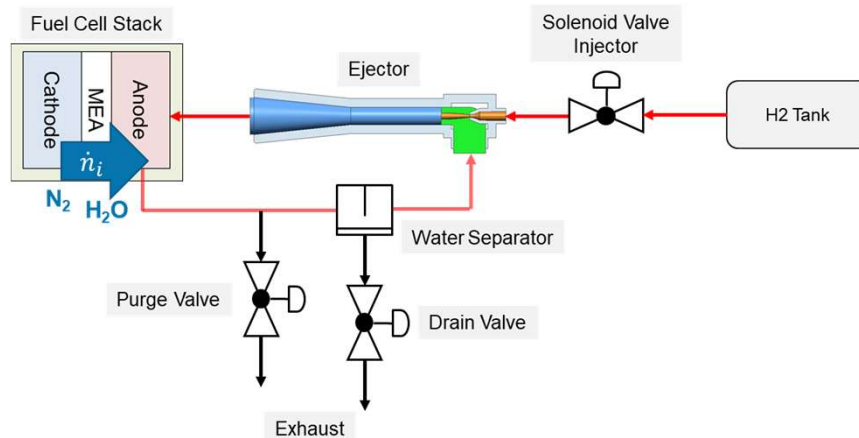 Fuel Cell Stack
Cathode
MEA
Anode
ṅᵢ
N₂
H₂O
Ejector
Solenoid Valve
Injector
H2 Tank
Water Separator
Purge Valve
Drain Valve
Exhaust